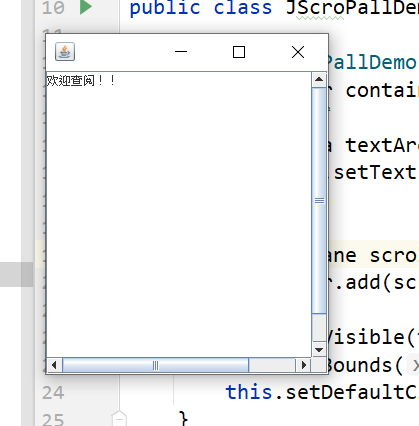 10 public class JScroPallDem
11
PallDemo
r contain
a textAre
.setText
ane scro
r.add(sc
Visible(
Bounds(
24 this.setDefaultC
25 }
欢迎查阅！！